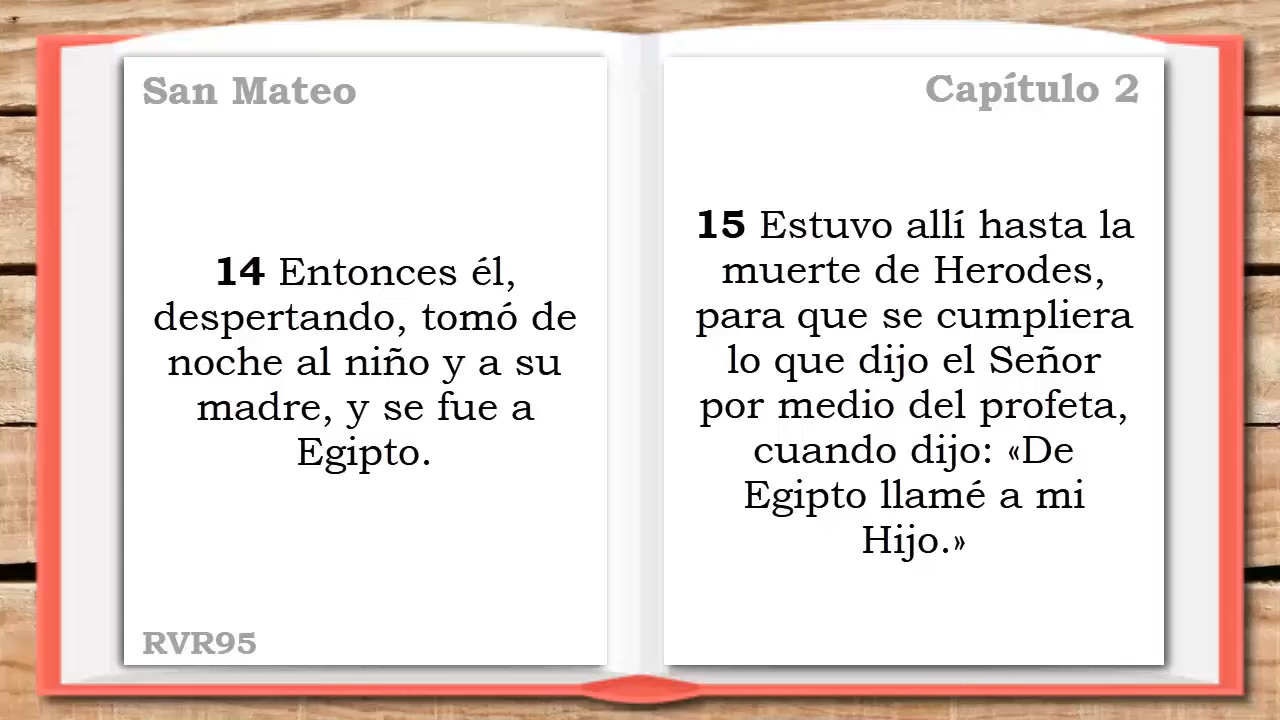 San Mateo
14 Entonces él,
despertando, tomó de
noche al niño y a su
madre, y se fue a
Egipto.
RVR95
Capítulo 2
15 Estuvo allí hasta la
muerte de Herodes,
para que se cumpliera
lo que dijo el Señor
por medio del profeta,
cuando dijo: «De
Egipto llamé a mi
Hijo.»